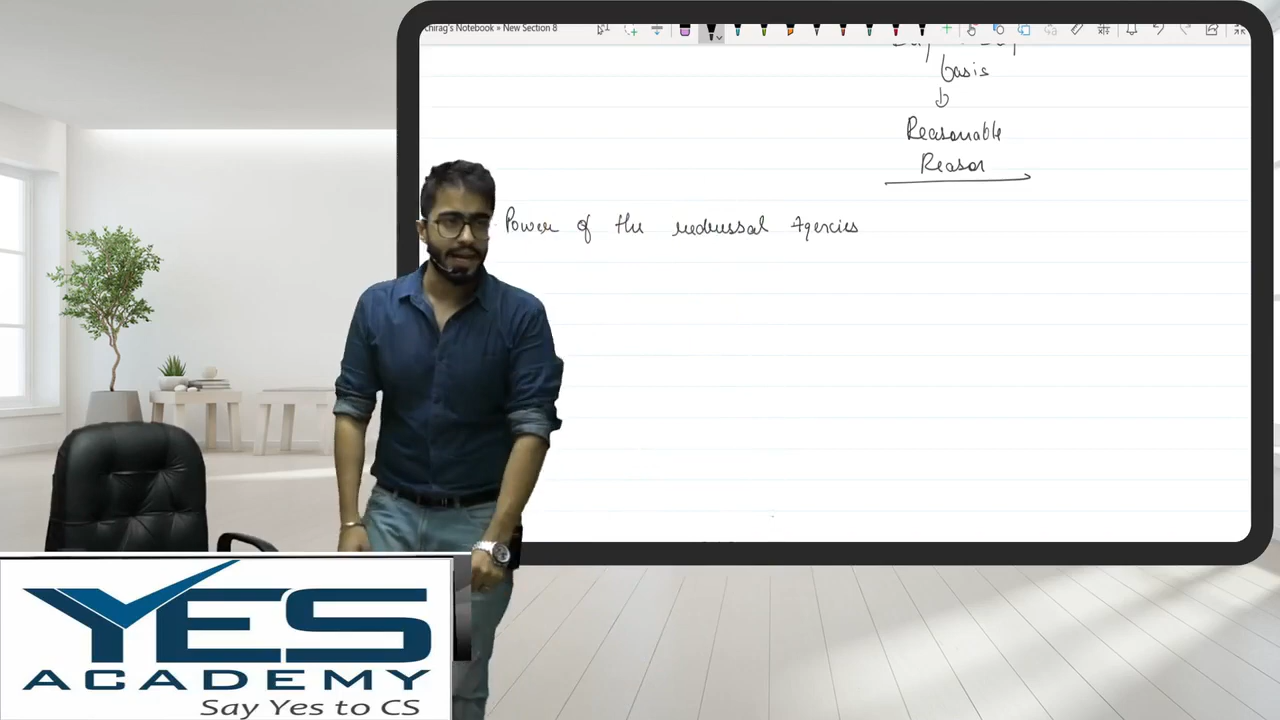 chirag's Notebook » New Section 8
basis
Reasonable
Reason
Power of the redressal Agencies
YES
ACADEMY
Say Yes to CS